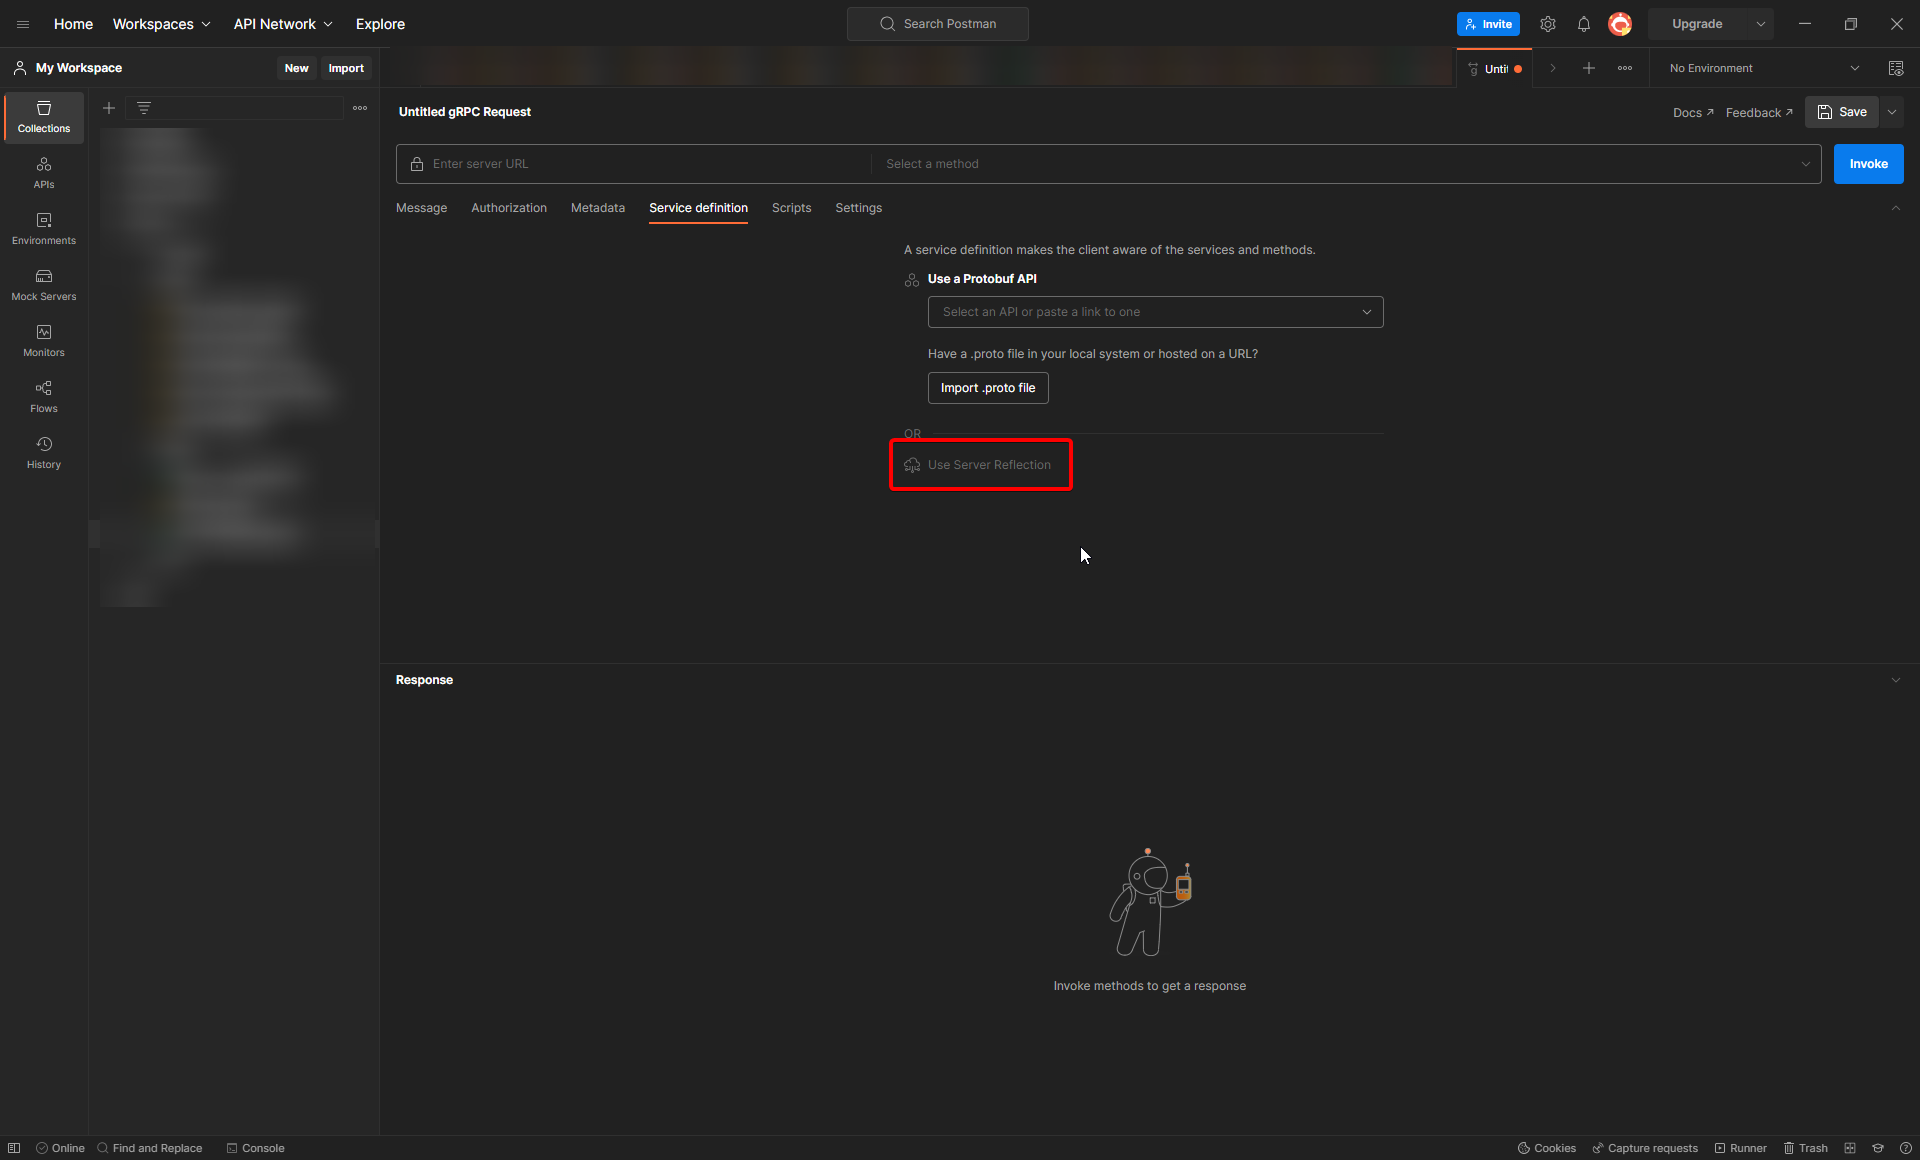 Home Workspaces API Network Explore Search Postman Invite Upgrade
My Workspace New Import Untit No Environment
Collections
APIs
Environments
Mock Servers
Monitors
Flows
History
Untitled gRPC Request Docs Feedback Save
Enter server URL Select a method Invoke
Message Authorization Metadata Service definition Scripts Settings
A service definition makes the client aware of the services and methods.
Use a Protobuf API
Select an API or paste a link to one
Have a .proto file in your local system or hosted on a URL?
Import .proto file
OR
Use Server Reflection
Response
Invoke methods to get a response
Online Find and Replace Console Cookies Capture requests Runner Trash